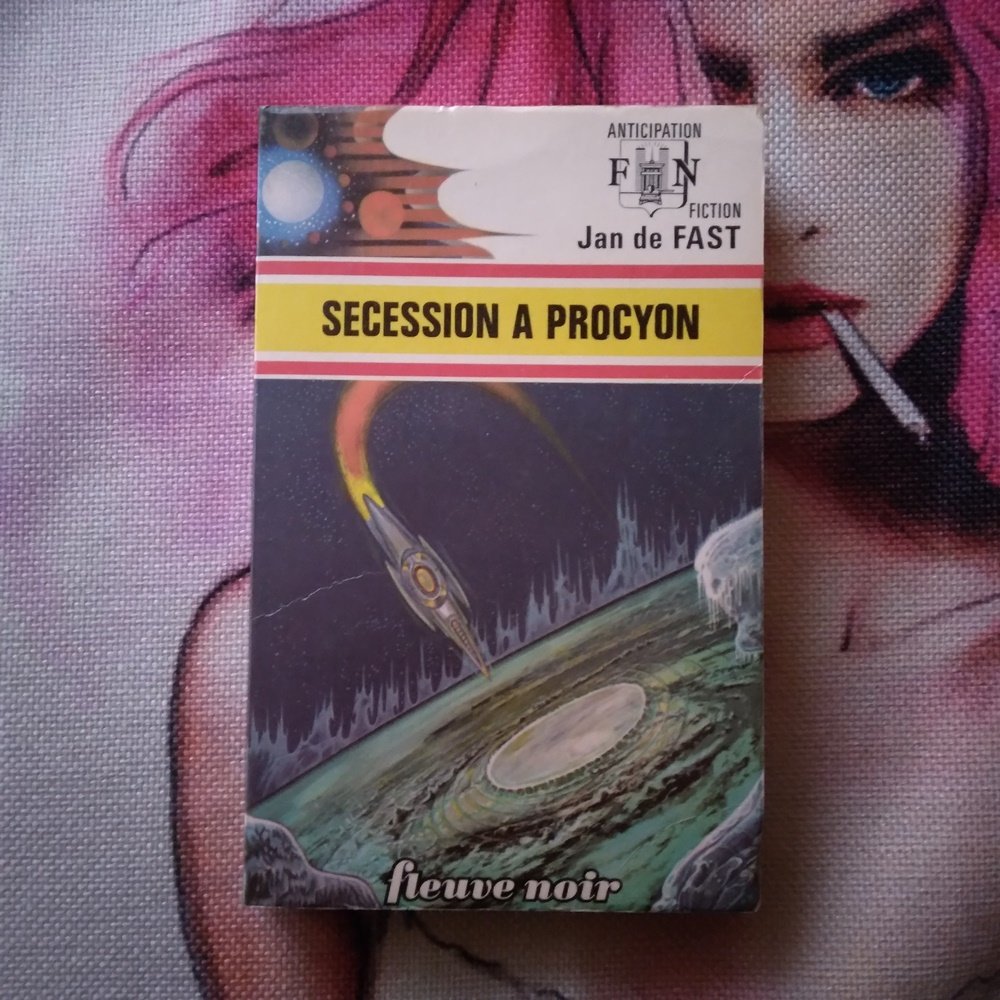 ANTICIPATION
FN
FICTION
Jan de FAST
SECESSION A PROCYON
fleuve noir